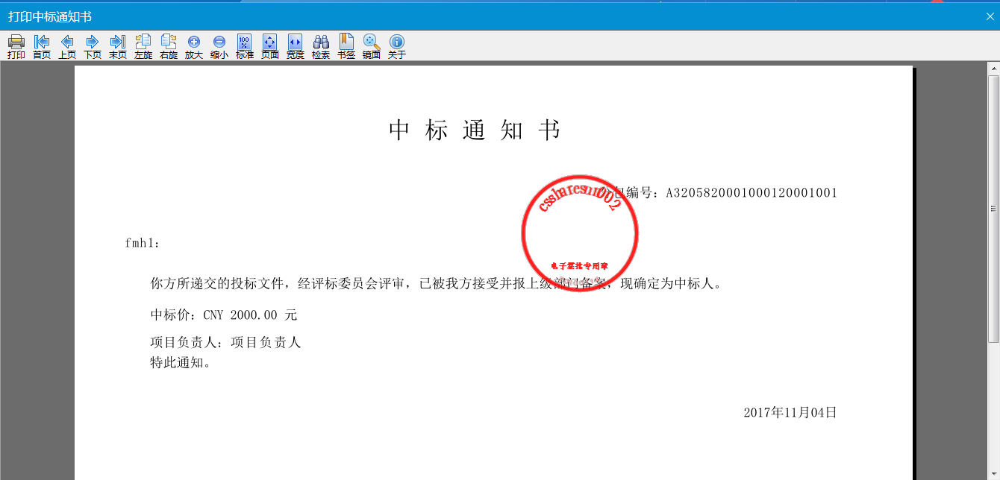 打印中标通知书
打印 首页 上页 下页 末页 左旋 右旋 放大 缩小 标准 页面 宽度 检索 书签 镜面 关于
中标通知书
分包编号：A3205820001000120001001
cssharesun002
电子签批专用章
fmh1：
你方所递交的投标文件，经评标委员会评审，已被我方接受并报上级部门备案，现确定为中标人。
中标价：CNY 2000.00 元
项目负责人：项目负责人
特此通知。
2017年11月04日